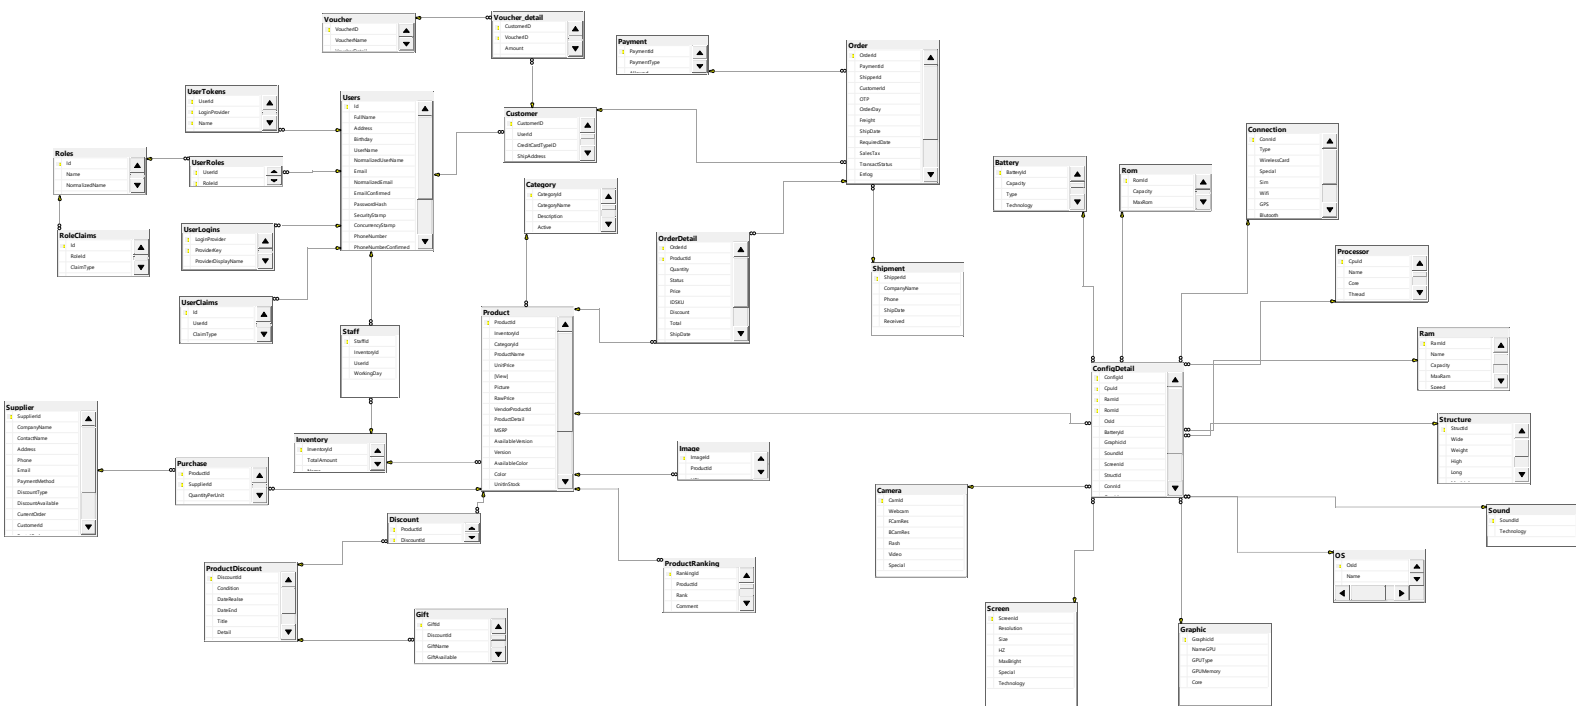 Voucher
VoucherID
VoucherName
Voucher_detail
CustomerID
VoucherID
Amount
Payment
PaymentId
PaymentType
Allowed
Order
OrderId
PaymentId
ShipperId
CustomerId
OTP
OrderDay
Freight
ShipDate
RequiredDate
SalesTax
TransactStatus
Errlog
UserTokens
UserId
LoginProvider
Name
Users
Id
FullName
Address
Birthday
UserName
NormalizedUserName
Email
NormalizedEmail
EmailConfirmed
PasswordHash
SecurityStamp
ConcurrencyStamp
PhoneNumber
PhoneNumberConfirmed
Customer
CustomerID
UserId
CreditCardTypeID
ShipAddress
Roles
Id
Name
NormalizedName
UserRoles
UserId
RoleId
Category
CategoryId
CategoryName
Description
Active
Battery
BatteryId
Capacity
Type
Technology
Rom
RomId
Capacity
MaxRom
Connection
ConnId
Type
WirelessCard
Special
Sim
Wifi
GPS
Blutooth
RoleClaims
Id
RoleId
ClaimType
UserLogins
LoginProvider
ProviderKey
ProviderDisplayName
OrderDetail
OrderId
ProductId
Quantity
Status
Price
IDSKU
Discount
Total
ShipDate
Shipment
ShipperId
CompanyName
Phone
ShipDate
Received
Processor
CpuId
Name
Core
Thread
UserClaims
Id
UserId
ClaimType
Staff
StaffId
InventoryId
UserId
WorkingDay
Product
ProductId
InventoryId
CategoryId
ProductName
UnitPrice
[View]
Picture
RawPrice
VendorProductId
ProductDetail
MSRP
AvailableVersion
Version
AvailableColor
Color
UnitInStock
Ram
RamId
Name
Capacity
MaxRam
Speed
ConfigDetail
ConfigId
CpuId
RamId
RomId
OsId
BatteryId
GraphicId
SoundId
ScreenId
StructId
ConnId
Structure
StructId
Wide
Weight
High
Long
Supplier
SupplierId
CompanyName
ContactName
Address
Phone
Email
PaymentMethod
DiscountType
DiscountAvailable
CurrentOrder
CustomerId
Purchase
ProductId
SupplierId
QuantityPerUnit
Inventory
InventoryId
TotalAmount
Image
ImageId
ProductId
Camera
CamId
Webcam
FCamRes
BCamRes
Flash
Video
Special
Sound
SoundId
Technology
Discount
ProductId
DiscountId
ProductDiscount
DiscountId
Condition
DateRealse
DateEnd
Title
Detail
ProductRanking
RankingId
ProductId
Rank
Comment
OS
OsId
Name
Gift
GiftId
DiscountId
GiftName
GiftAvailable
Screen
ScreenId
Resolution
Size
HZ
MaxBright
Special
Technology
Graphic
GraphicId
NameGPU
GPUType
GPUMemory
Core